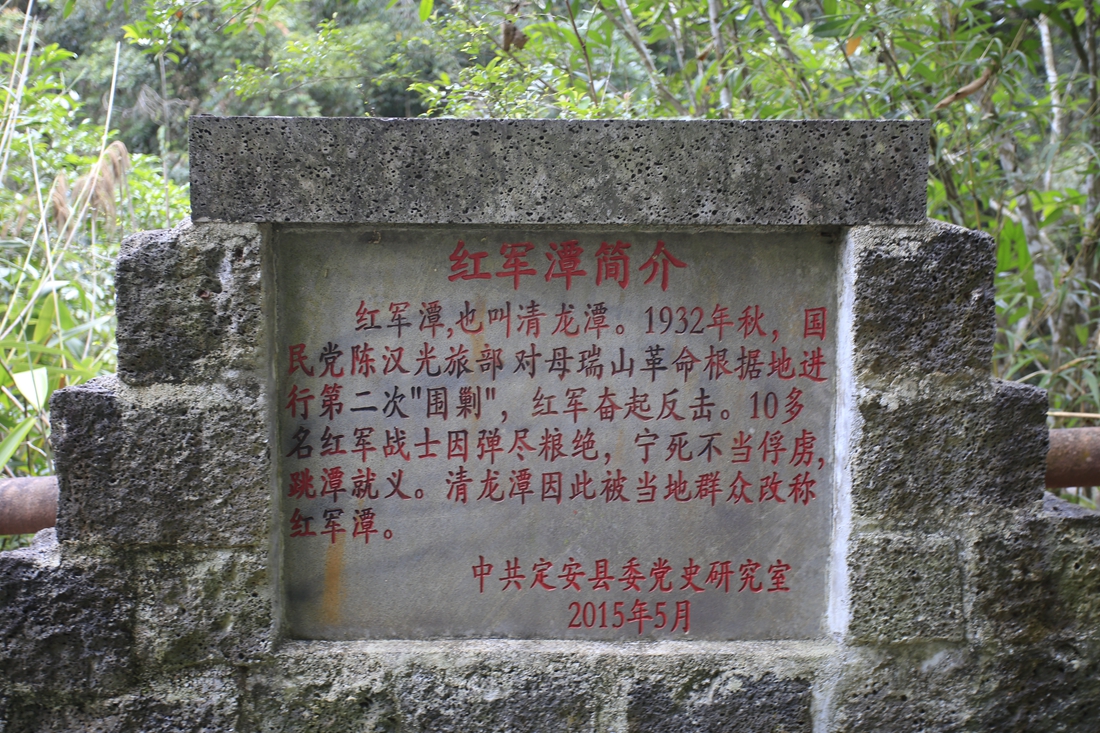 红军潭简介
红军潭,也叫清龙潭。1932年秋，国
民党陈汉光旅部对母瑞山革命根据地进
行第二次"围剿"，红军奋起反击。10多
名红军战士因弹尽粮绝，宁死不当俘虏,
跳潭就义。清龙潭因此被当地群众改称
红军潭。
中共定安县委党史研究室
2015年5月